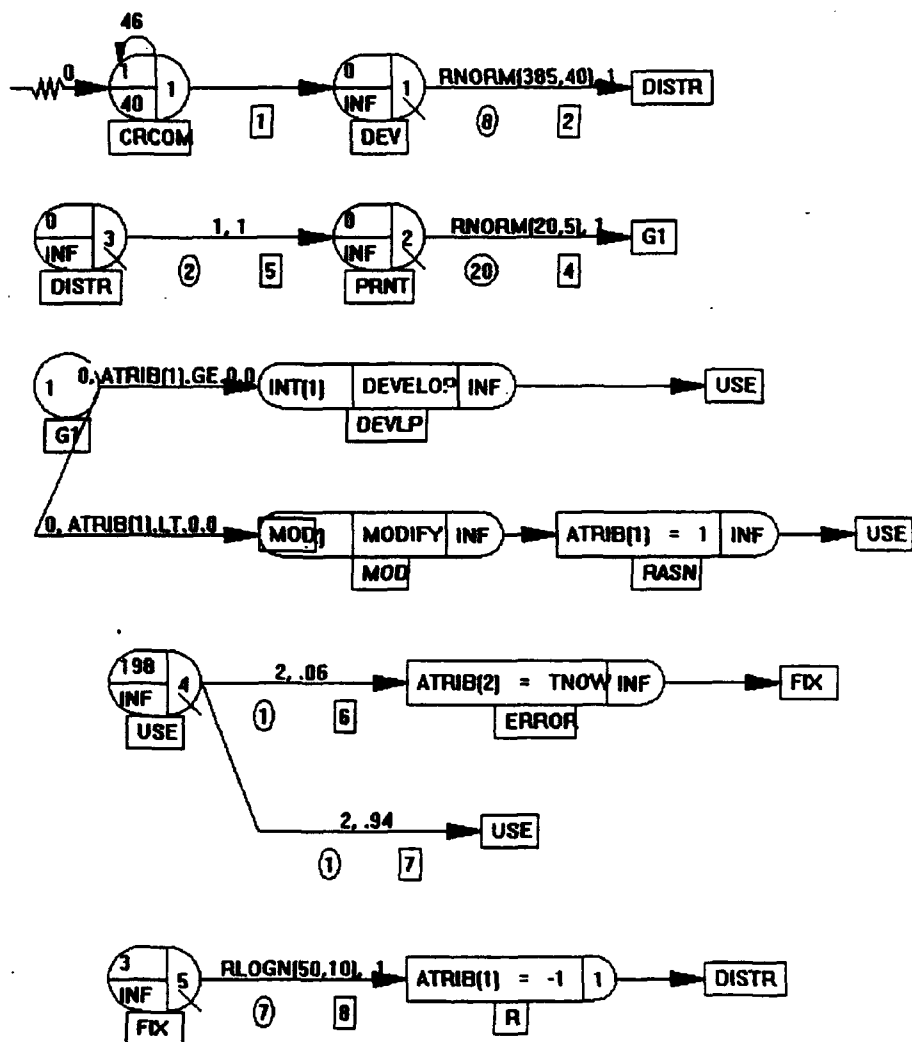 46
0 1 1 0 1 RNORM(385,40), 1 DISTR
40 INF
CRCOM 1 DEV 8 2
0 3 1, 1 0 2 RNORM(20,5), 1 G1
INF INF
DISTR 2 5 PRNT 20 4
1 0, ATRIB(1).GE.0.0 INT(1) DEVELOP INF USE
G1 DEVLP
0, ATRIB(1).LT.0.0 MOD MODIFY INF ATRIB(1) = 1 INF USE
MOD RASN
198 4 2, .06 ATRIB(2) = TNOW INF FIX
INF
USE 1 6 ERROR
2, .94 USE
1 7
3 5 RLOGN(50,10), 1 ATRIB(1) = -1 1 DISTR
INF
FIX 7 8 R